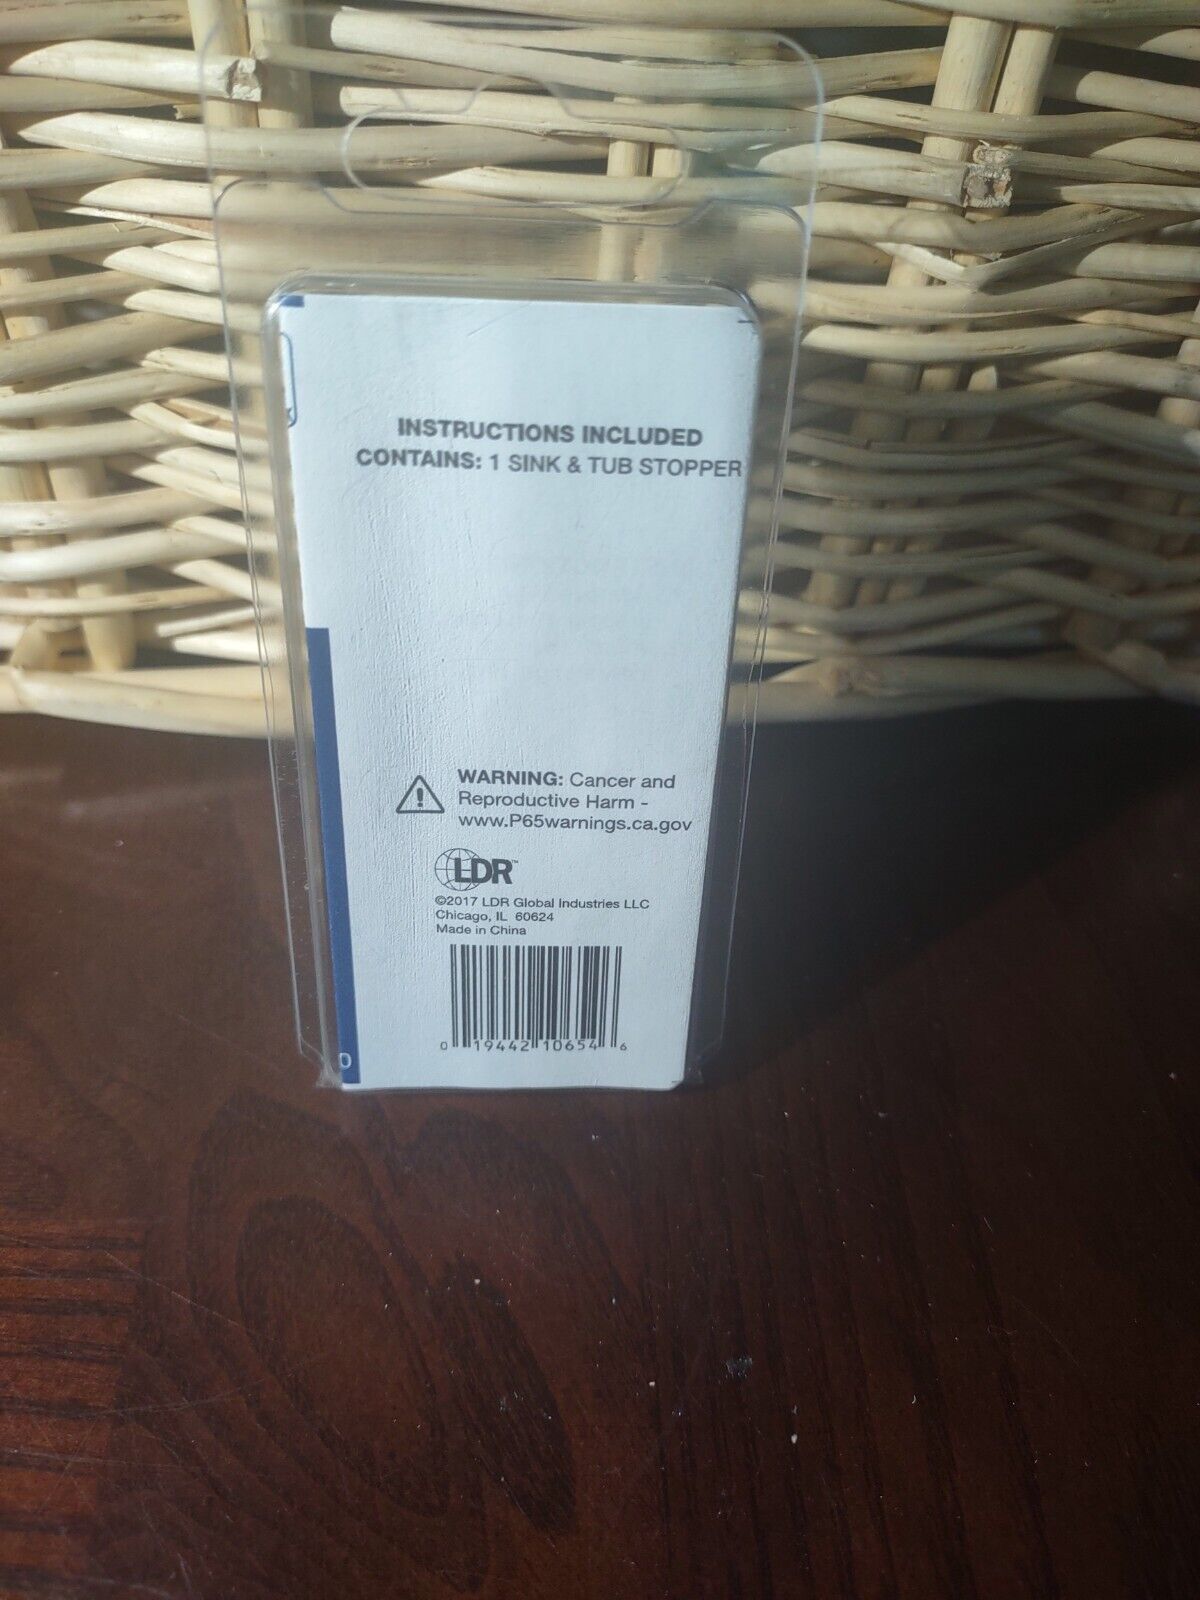 INSTRUCTIONS INCLUDED
CONTAINS: 1 SINK & TUB STOPPER
WARNING: Cancer and
Reproductive Harm -
www.P65warnings.ca.gov
LDR™
©2017 LDR Global Industries LLC
Chicago, IL 60624
Made in China
0 19442 10654 6